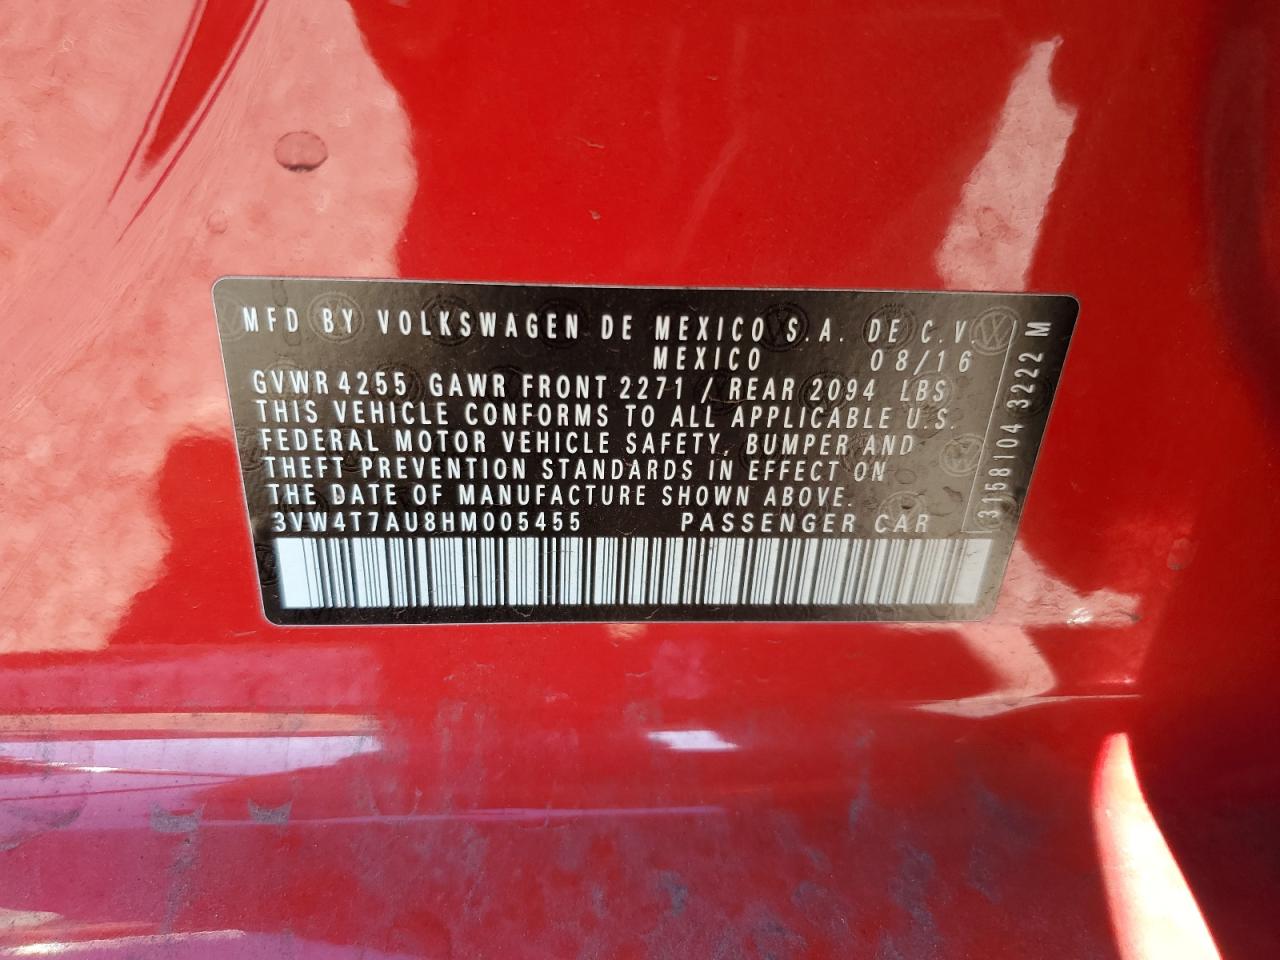 MFD BY VOLKSWAGEN DE MEXICO S.A. DE C.V.
MEXICO 08/16
GVWR 4255 GAWR FRONT 2271 / REAR 2094 LBS
THIS VEHICLE CONFORMS TO ALL APPLICABLE U.S.
FEDERAL MOTOR VEHICLE SAFETY, BUMPER AND
THEFT PREVENTION STANDARDS IN EFFECT ON
THE DATE OF MANUFACTURE SHOWN ABOVE.
3VW4T7AU8HM005455 PASSENGER CAR
3158104 3222 M